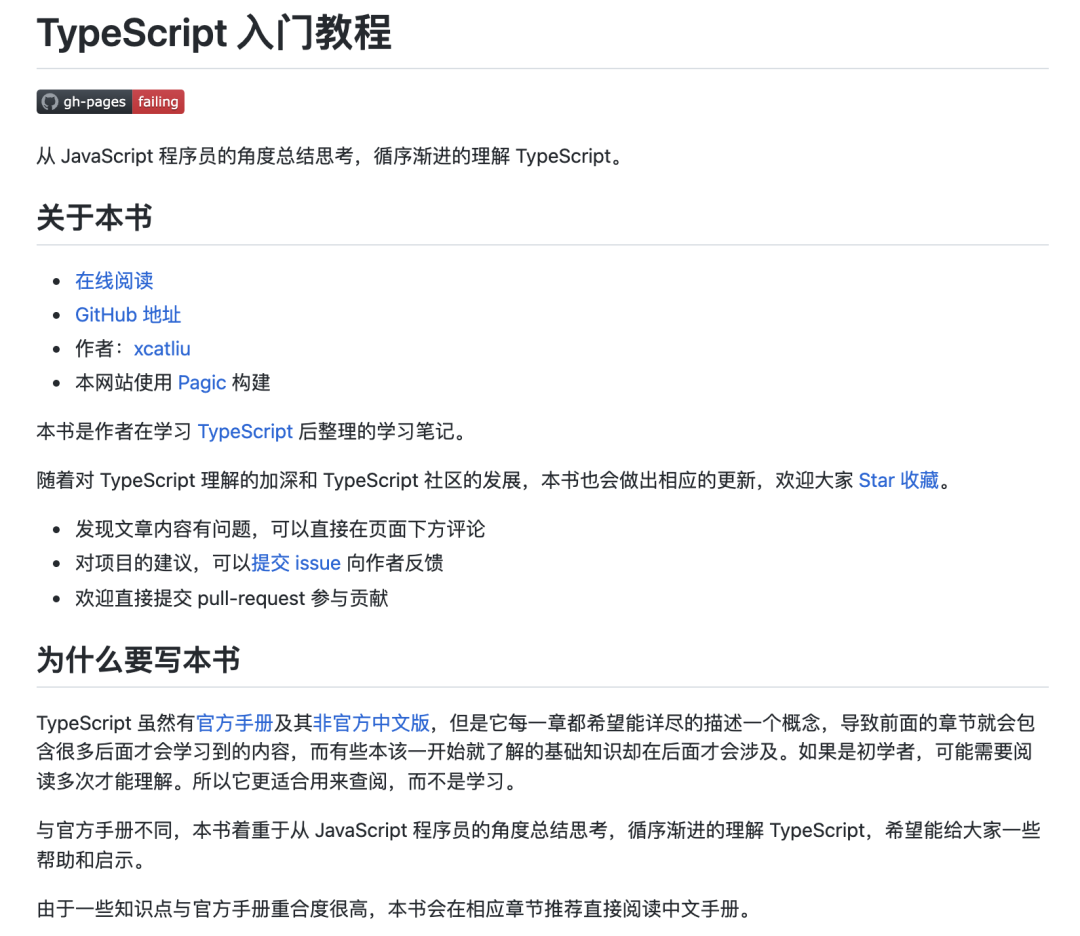 TypeScript 入门教程
gh-pages failing
从 JavaScript 程序员的角度总结思考，循序渐进的理解 TypeScript。
关于本书
在线阅读
GitHub 地址
作者：xcatliu
本网站使用 Pagic 构建
本书是作者在学习 TypeScript 后整理的学习笔记。
随着对 TypeScript 理解的加深和 TypeScript 社区的发展，本书也会做出相应的更新，欢迎大家 Star 收藏。
发现文章内容有问题，可以直接在页面下方评论
对项目的建议，可以提交 issue 向作者反馈
欢迎直接提交 pull-request 参与贡献
为什么要写本书
TypeScript 虽然有官方手册及其非官方中文版，但是它每一章都希望能详尽的描述一个概念，导致前面的章节就会包
含很多后面才会学习到的内容，而有些本该一开始就了解的基础知识却在后面才会涉及。如果是初学者，可能需要阅
读多次才能理解。所以它更适合用来查阅，而不是学习。
与官方手册不同，本书着重于从 JavaScript 程序员的角度总结思考，循序渐进的理解 TypeScript，希望能给大家一些
帮助和启示。
由于一些知识点与官方手册重合度很高，本书会在相应章节推荐直接阅读中文手册。